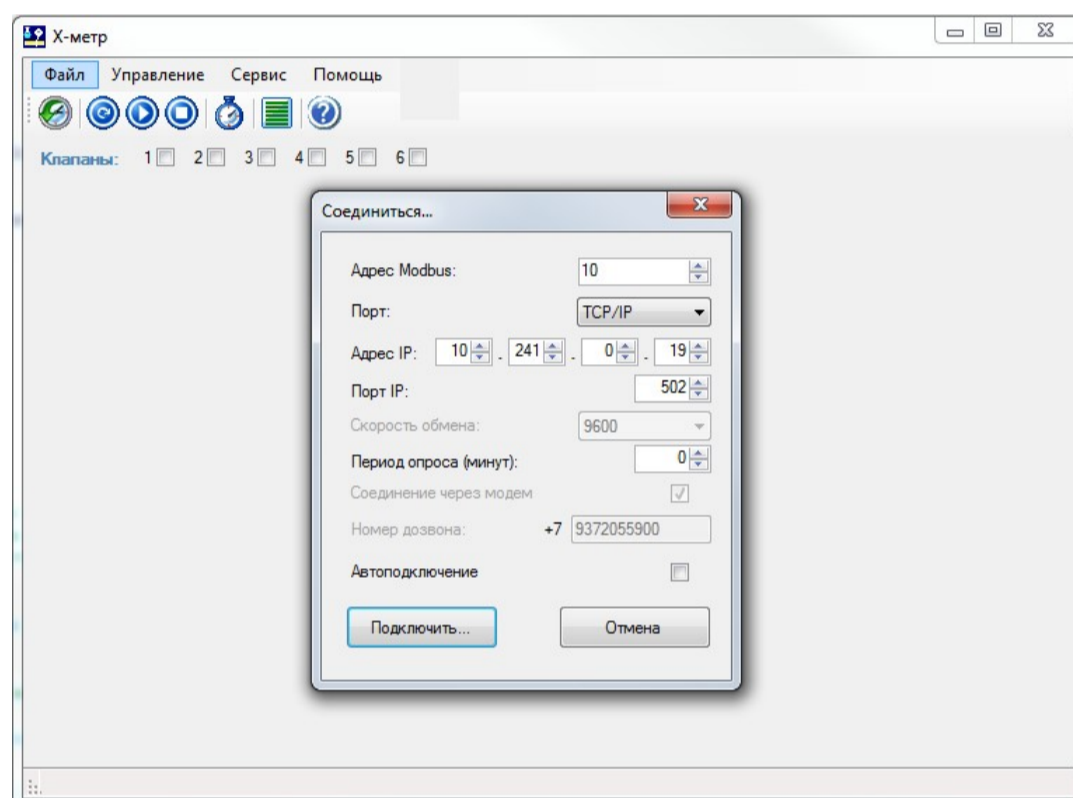 Х-метр
Файл Управление Сервис Помощь
Клапаны: 1 2 3 4 5 6
Соединиться...
Адрес Modbus: 10
Порт: TCP/IP
Адрес IP: 10 . 241 . 0 . 19
Порт IP: 502
Скорость обмена: 9600
Период опроса (минут): 0
Соединение через модем
Номер дозвона: +7 9372055900
Автоподключение
Подключить... Отмена